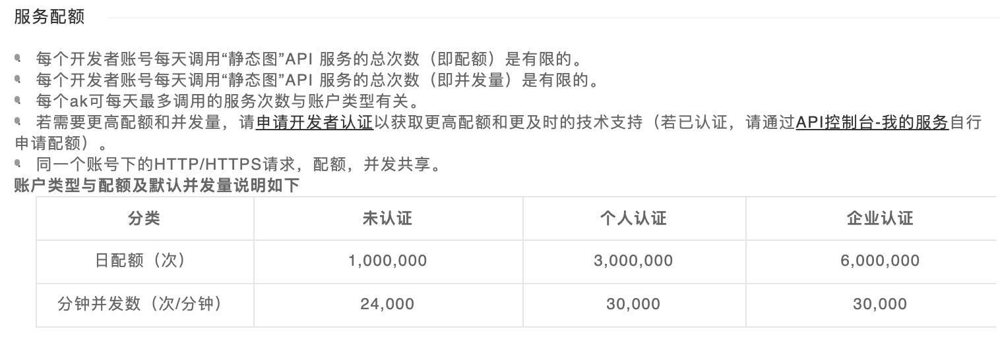 服务配额
每个开发者账号每天调用“静态图”API 服务的总次数（即配额）是有限的。
每个开发者账号每天调用“静态图”API 服务的总次数（即并发量）是有限的。
每个ak可每天最多调用的服务次数与账户类型有关。
若需要更高配额和并发量，请申请开发者认证以获取更高配额和更及时的技术支持（若已认证，请通过API控制台-我的服务自行
申请配额）。
同一个账号下的HTTP/HTTPS请求，配额，并发共享。
账户类型与配额及默认并发量说明如下
分类 未认证 个人认证 企业认证
日配额（次） 1,000,000 3,000,000 6,000,000
分钟并发数（次/分钟） 24,000 30,000 30,000